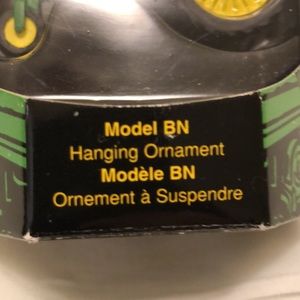 Model BN
Hanging Ornament
Modèle BN
Ornement à Suspendre